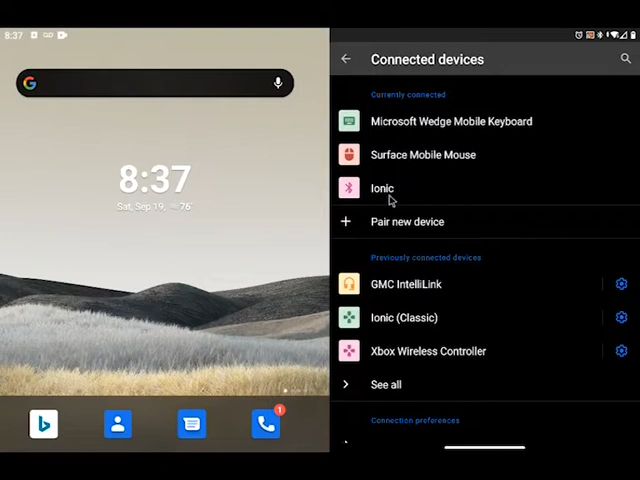 8:37
8:37
Sat, Sep 19, 76°
1
Connected devices
Currently connected
Microsoft Wedge Mobile Keyboard
Surface Mobile Mouse
Ionic
Pair new device
Previously connected devices
GMC IntelliLink
Ionic (Classic)
Xbox Wireless Controller
See all
Connection preferences